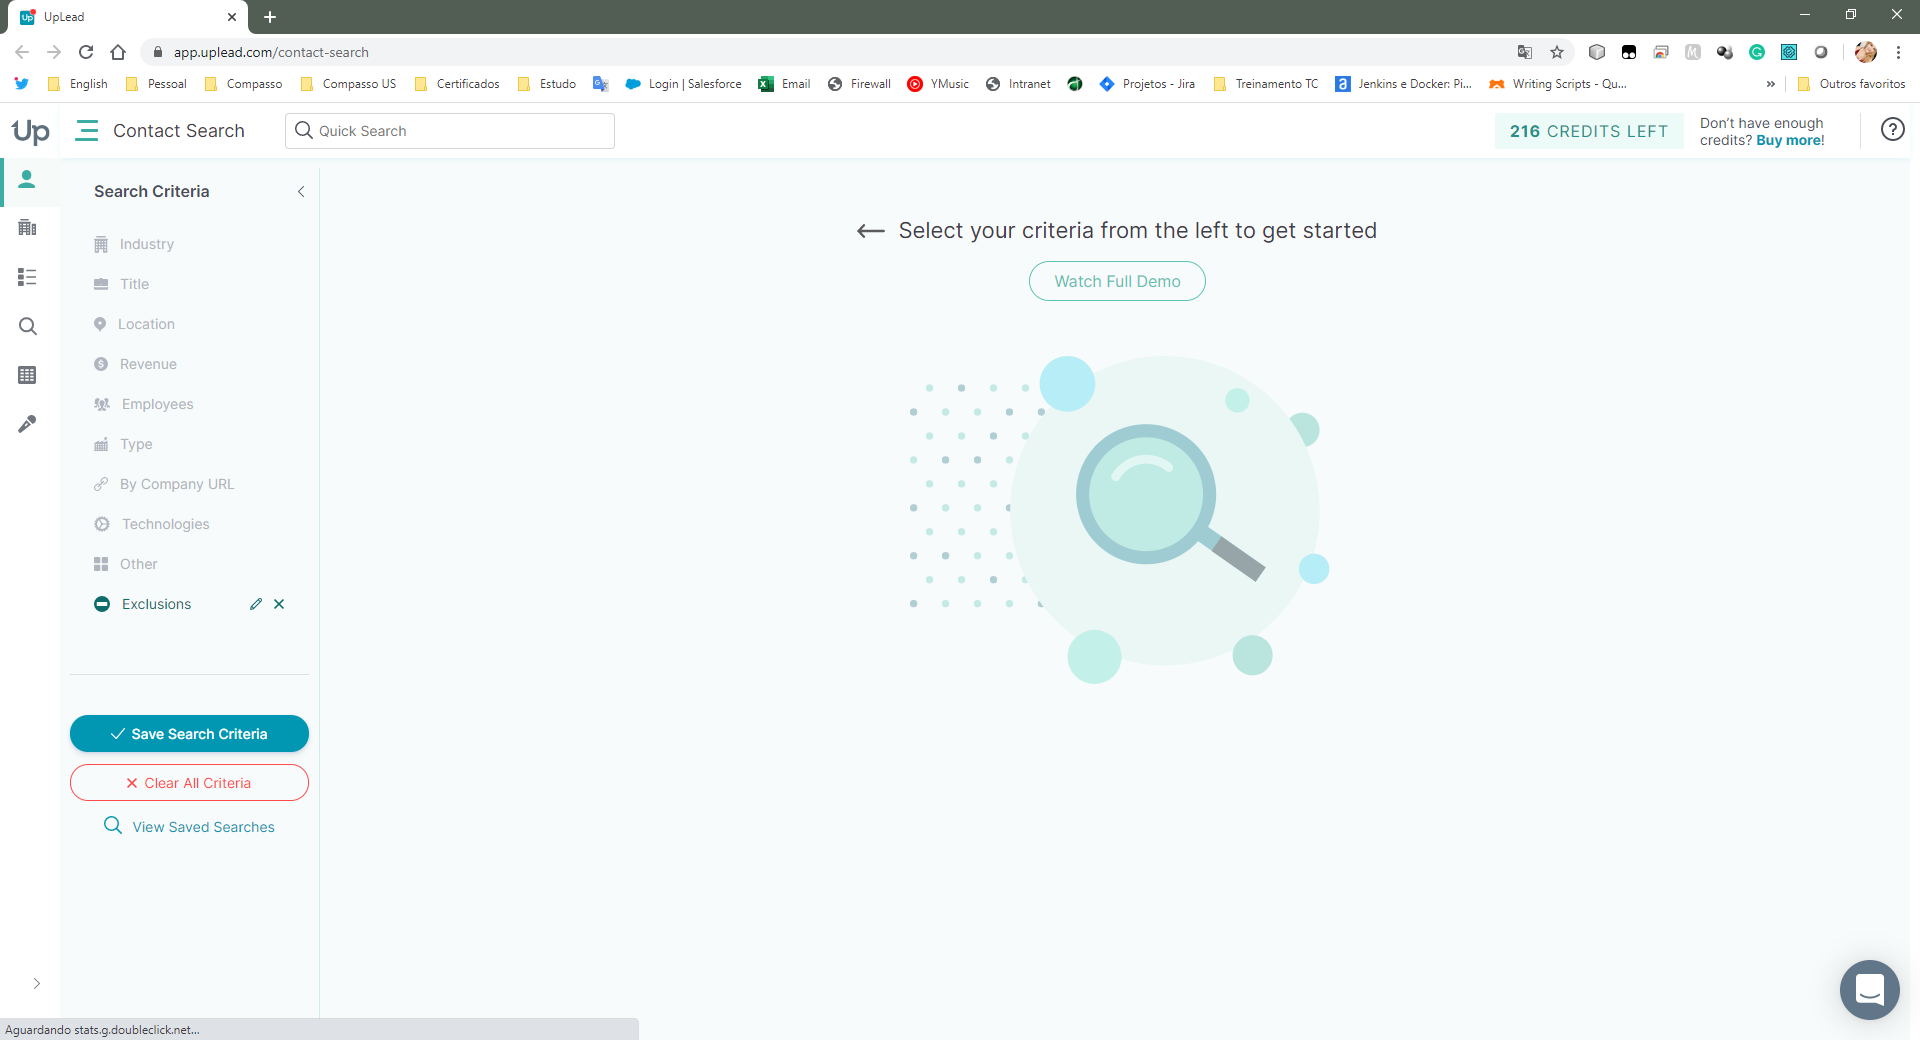 UpLead
app.uplead.com/contact-search
English Pessoal Compasso Compasso US Certificados Estudo Login | Salesforce Email Firewall YMusic Intranet Projetos - Jira Treinamento TC Jenkins e Docker: Pi... Writing Scripts - Qu... » Outros favoritos
Up
Contact Search
Quick Search
216 CREDITS LEFT
Don't have enough
credits? Buy more!
Search Criteria
Industry
Title
Location
Revenue
Employees
Type
By Company URL
Technologies
Other
Exclusions
Save Search Criteria
Clear All Criteria
View Saved Searches
Select your criteria from the left to get started
Watch Full Demo
Aguardando stats.g.doubleclick.net...